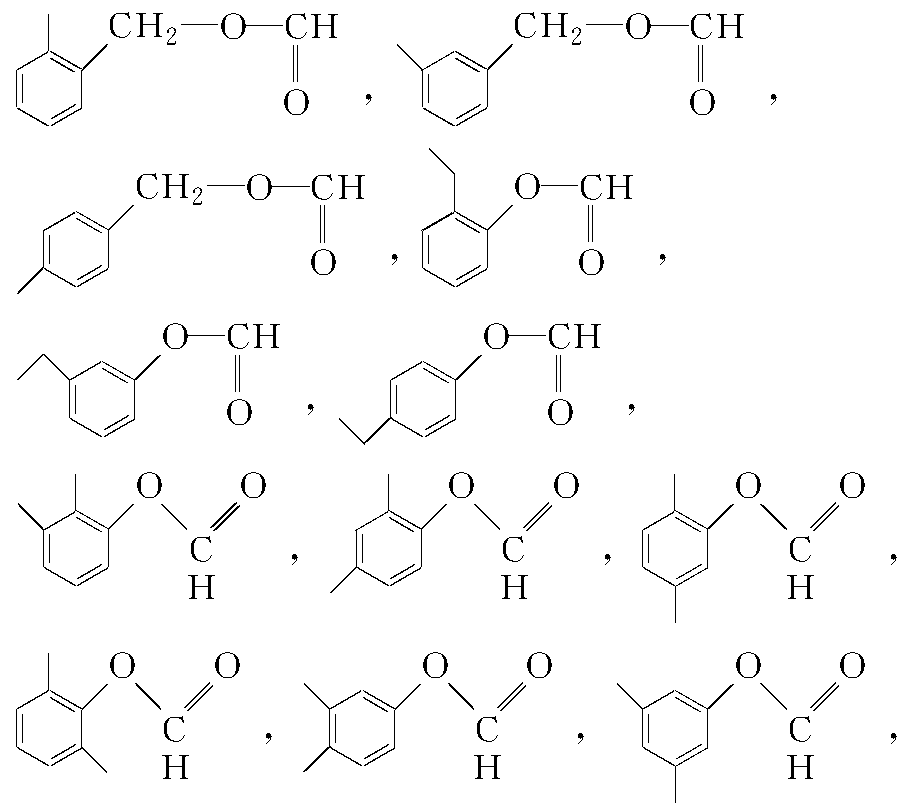 CH₂—O—CH CH₂—O—CH
O , O ,
CH₂—O—CH O—CH
O , O ,
O—CH O—CH
O , O ,
O O O O O O
C , C , C ,
H H H
O O O O O O
C , C , C ,
H H H